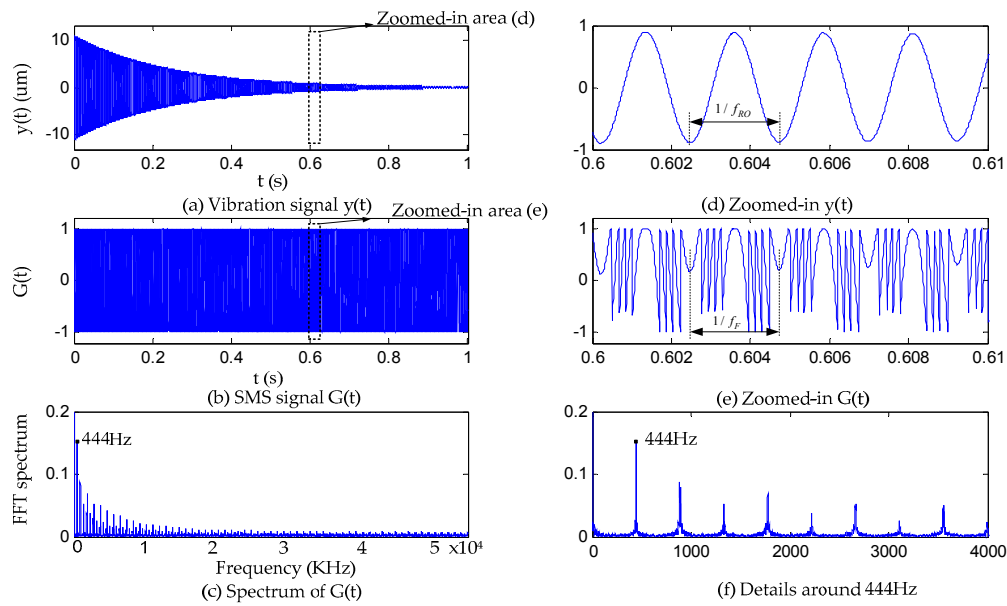 Zoomed-in area (d)
10
0
-10
y(t) (um)
0 0.2 0.4 0.6 0.8 1
t (s)
(a) Vibration signal y(t)
1
0
-1
1 / f_RO
0.6 0.602 0.604 0.606 0.608 0.61
(d) Zoomed-in y(t)
Zoomed-in area (e)
1
0
-1
G(t)
0 0.2 0.4 0.6 0.8 1
t (s)
(b) SMS signal G(t)
1
0
-1
1 / f_F
0.6 0.602 0.604 0.606 0.608 0.61
(e) Zoomed-in G(t)
0.2
0.1
0
FFT spectrum
444Hz
0 1 2 3 4 5 x10⁴
Frequency (KHz)
(c) Spectrum of G(t)
0.2
0.1
0
444Hz
0 1000 2000 3000 4000
(f) Details around 444Hz